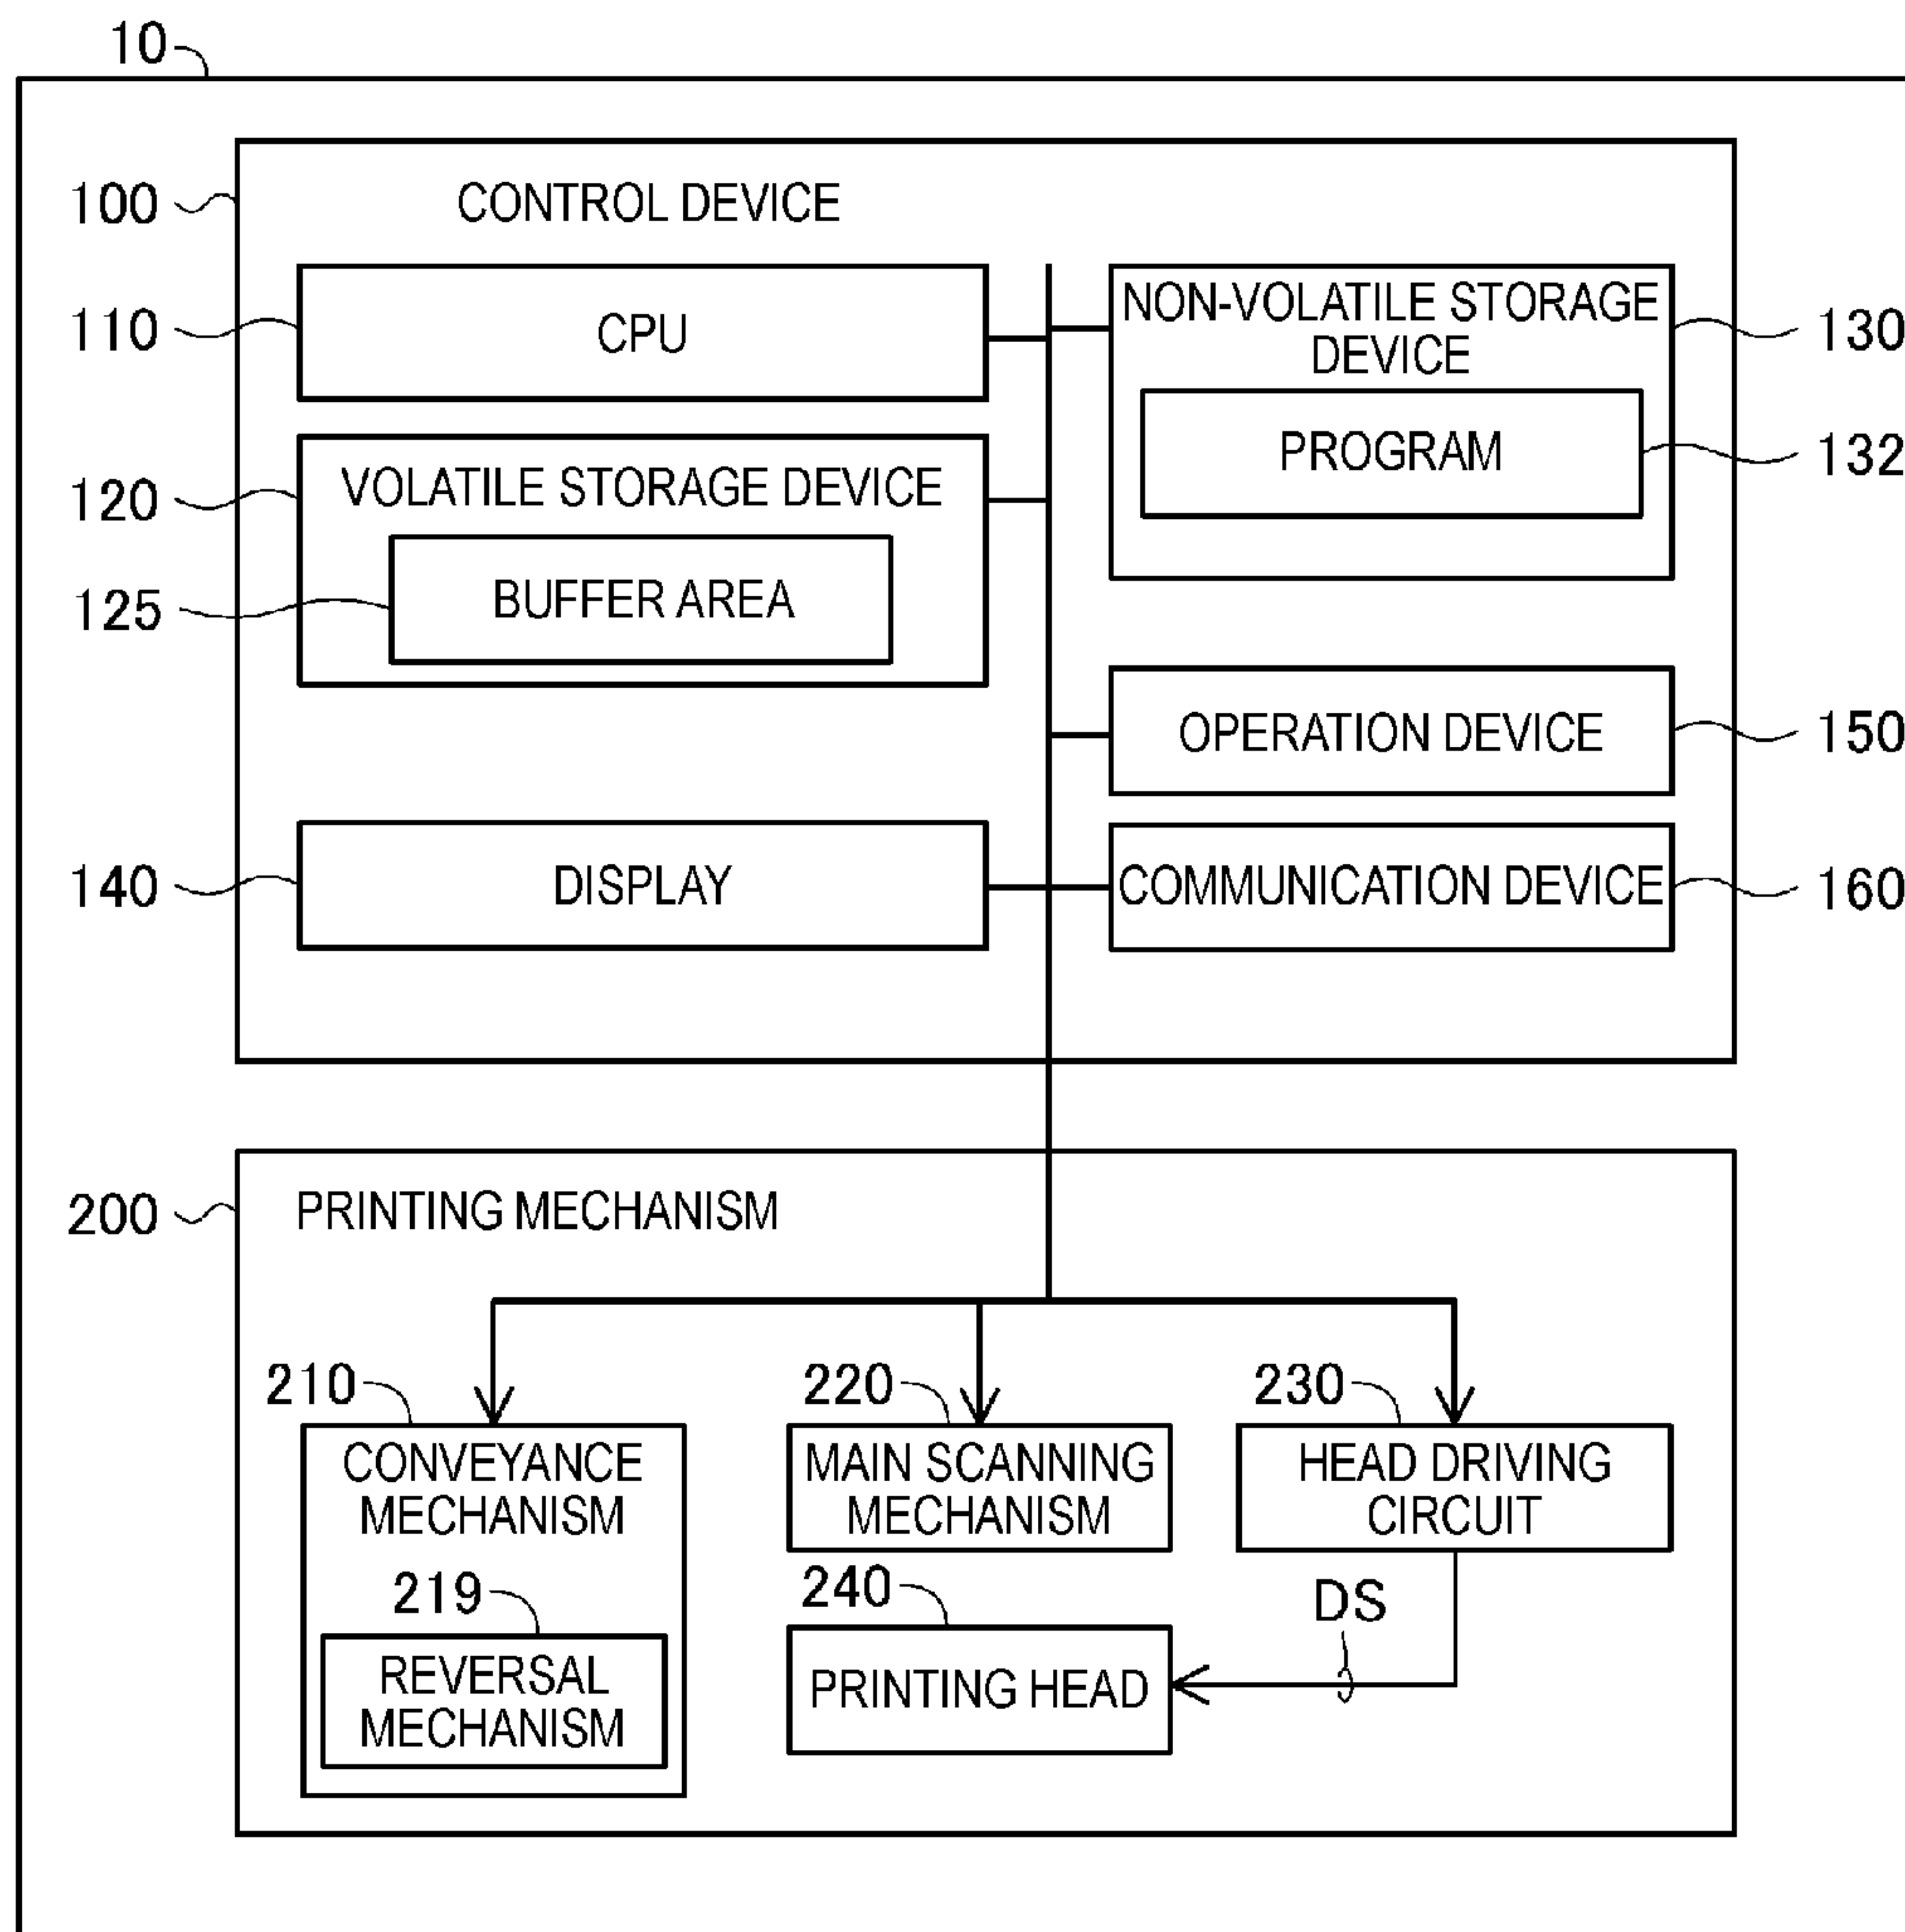 10
100
CONTROL DEVICE
110
CPU
NON-VOLATILE STORAGE
DEVICE
130
PROGRAM
132
120
VOLATILE STORAGE DEVICE
125
BUFFER AREA
OPERATION DEVICE
150
140
DISPLAY
COMMUNICATION DEVICE
160
200
PRINTING MECHANISM
210
220
230
CONVEYANCE
MECHANISM
MAIN SCANNING
MECHANISM
HEAD DRIVING
CIRCUIT
219
240
DS
REVERSAL
MECHANISM
PRINTING HEAD